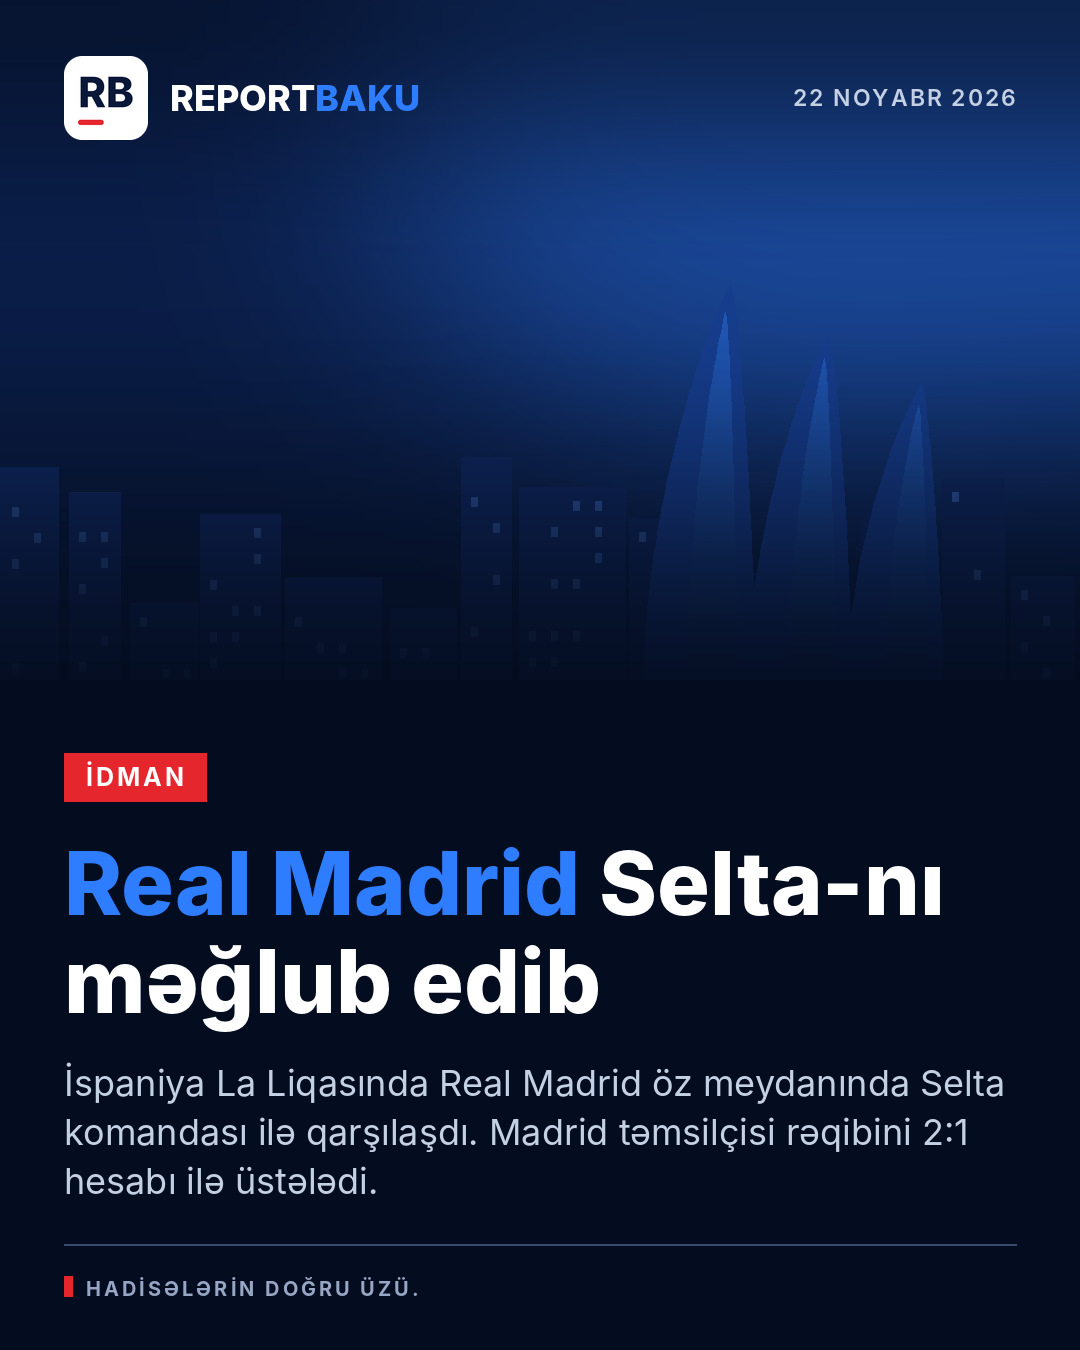 RB
REPORTBAKU
22 NOYABR 2026
İDMAN
Real Madrid Selta-nı
məğlub edib
İspaniya La Liqasında Real Madrid öz meydanında Selta
komandası ilə qarşılaşdı. Madrid təmsilçisi rəqibini 2:1
hesabı ilə üstələdi.
HADİSƏLƏRİN DOĞRU ÜZÜ.